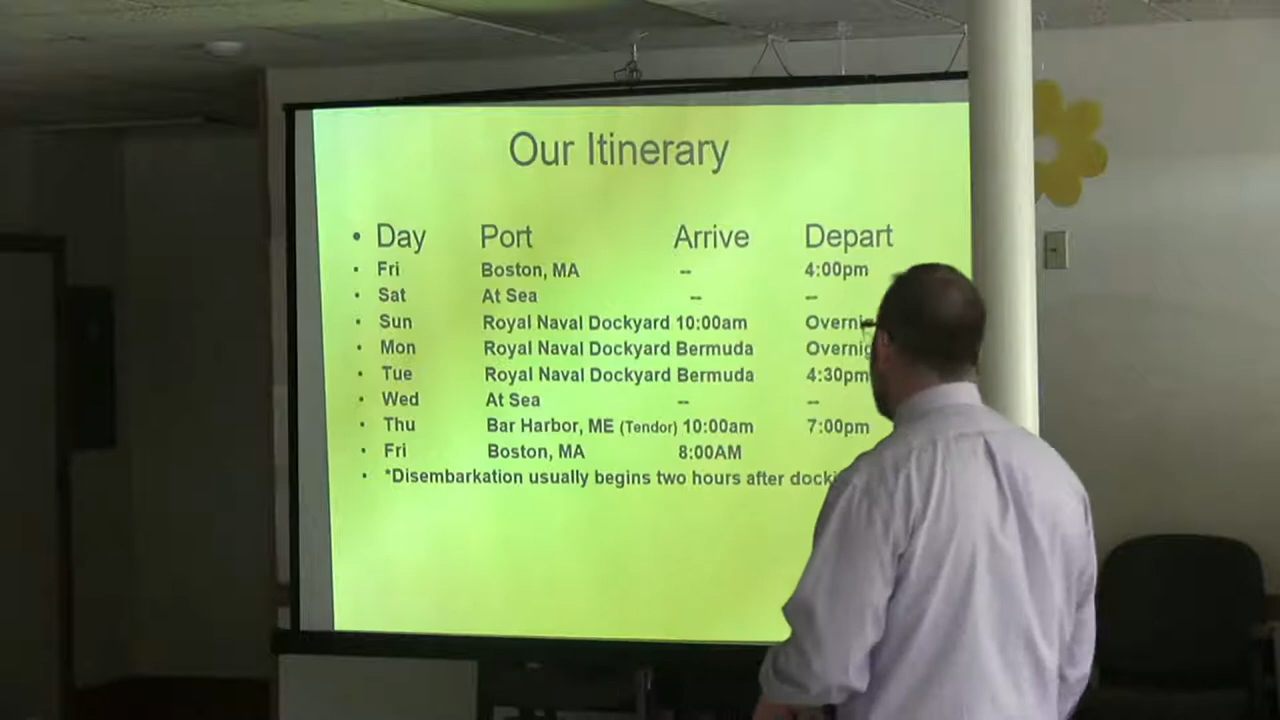 Our Itinerary
• Day Port Arrive Depart
• Fri Boston, MA -- 4:00pm
• Sat At Sea -- --
• Sun Royal Naval Dockyard 10:00am
• Mon Royal Naval Dockyard Bermuda
• Tue Royal Naval Dockyard Bermuda 4:30pm
• Wed At Sea -- --
• Thu Bar Harbor, ME (Tendor) 10:00am 7:00pm
• Fri Boston, MA 8:00AM
• *Disembarkation usually begins two hours after